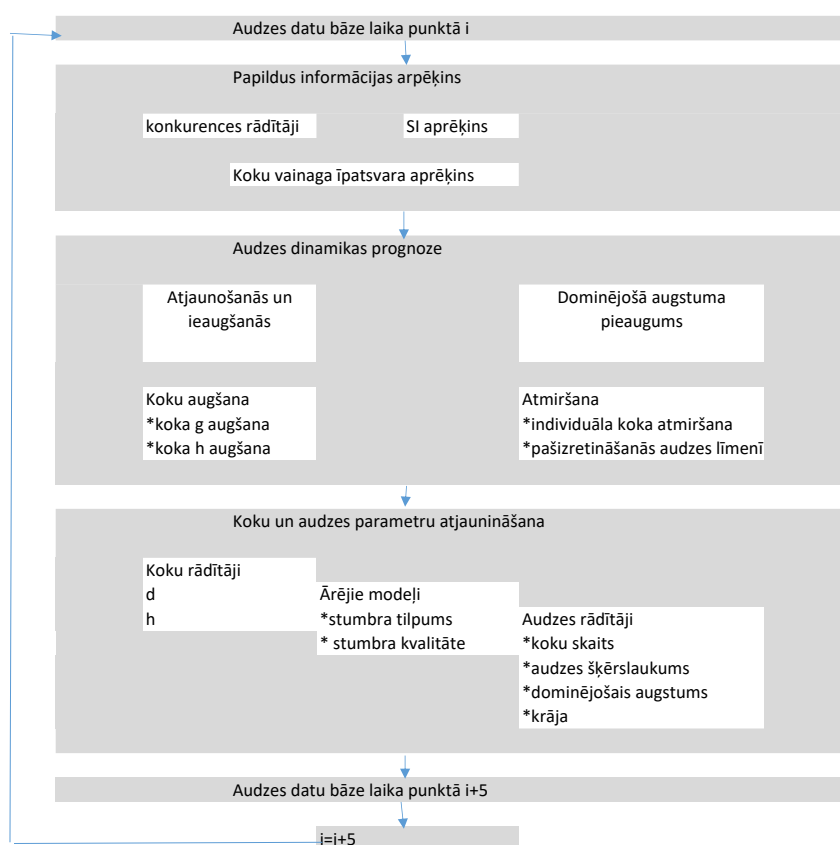 Audzes datu bāze laika punktā i
Papildus informācijas arpēķins
konkurences rādītāji
SI aprēķins
Koku vainaga īpatsvara aprēķins
Audzes dinamikas prognoze
Atjaunošanās un
ieaugšanās
Dominējošā augstuma
pieaugums
Koku augšana
*koka g augšana
*koka h augšana
Atmiršana
*individuāla koka atmiršana
*pašizretināšanās audzes līmenī
Koku un audzes parametru atjaunināšana
Koku rādītāji
d
h
Ārējie modeļi
*stumbra tilpums
* stumbra kvalitāte
Audzes rādītāji
*koku skaits
*audzes šķērslaukums
*dominējošais augstums
*krāja
Audzes datu bāze laika punktā i+5
i=i+5